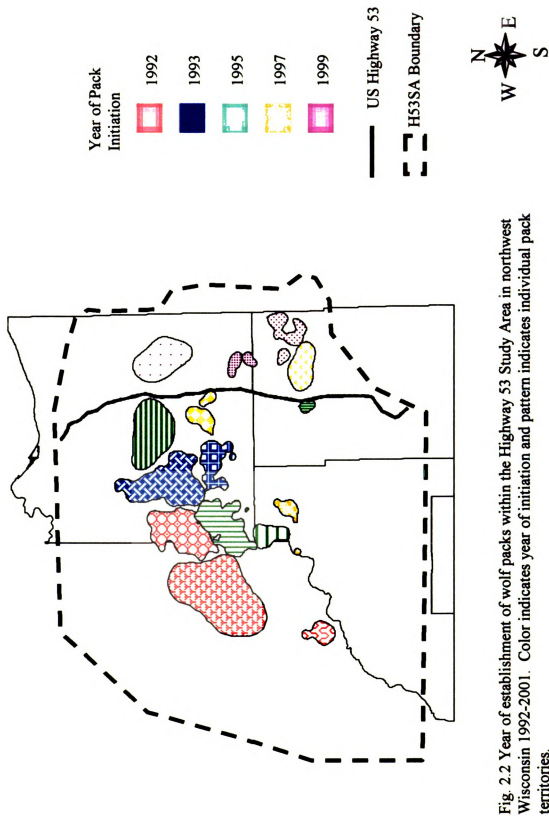 Year of Pack
Initiation
1992
1993
1995
1997
1999
US Highway 53
H53SA Boundary
N
W E
S
Fig. 2.2 Year of establishment of wolf packs within the Highway 53 Study Area in northwest
Wisconsin 1992-2001. Color indicates year of initiation and pattern indicates individual pack
territories.